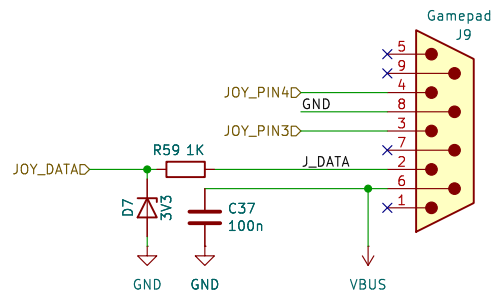 Gamepad
J9
5
9
JOY_PIN4 4
GND 8
JOY_PIN3 3
7
R59 1K
JOY_DATA J_DATA 2
6
D7 3V3
C37
100n
1
GND GND VBUS